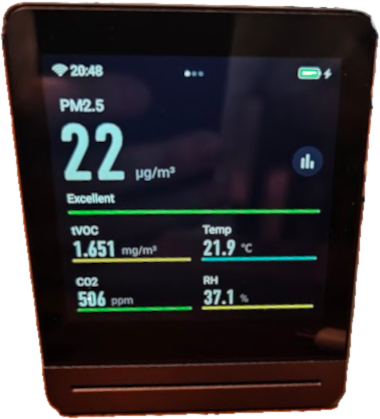 20:48
PM2.5
22 µg/m³
Excellent
tVOC Temp
1.651 mg/m³ 21.9 °C
CO2 RH
506 ppm 37.1 %